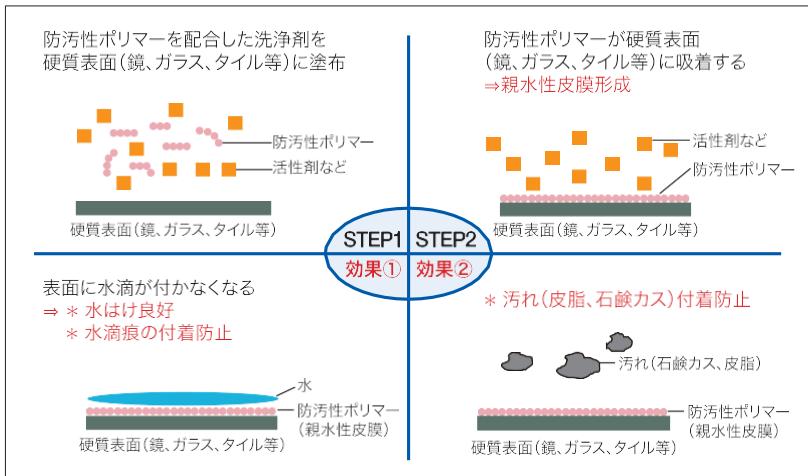 防汚性ポリマーを配合した洗浄剤を
硬質表面(鏡、ガラス、タイル等)に塗布
防汚性ポリマー
活性剤など
硬質表面(鏡、ガラス、タイル等)
防汚性ポリマーが硬質表面
(鏡、ガラス、タイル等)に吸着する
⇒親水性皮膜形成
活性剤など
防汚性ポリマー
硬質表面(鏡、ガラス、タイル等)
STEP1
STEP2
効果①
効果②
表面に水滴が付かなくなる
⇒ ＊ 水はけ良好
＊ 水滴痕の付着防止
水
防汚性ポリマー
(親水性皮膜)
硬質表面(鏡、ガラス、タイル等)
＊ 汚れ(皮脂、石鹸カス)付着防止
汚れ(石鹸カス、皮脂)
防汚性ポリマー
(親水性皮膜)
硬質表面(鏡、ガラス、タイル等)